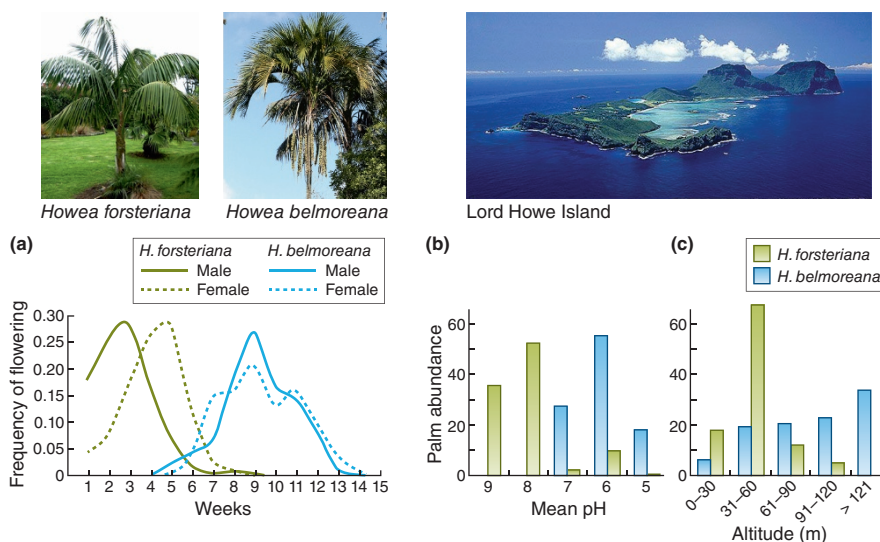 Howea forsteriana
Howea belmoreana
Lord Howe Island
(a)
H. forsteriana
H. belmoreana
Male
Male
Female
Female
Frequency of flowering
0.30
0.25
0.20
0.15
0.10
0.05
0
1 2 3 4 5 6 7 8 9 10 11 12 13 14 15
Weeks
(b)
Palm abundance
60
40
20
9 8 7 6 5
Mean pH
(c)
H. forsteriana
H. belmoreana
60
40
20
0
0–30 31–60 61–90 91–120 > 121
Altitude (m)